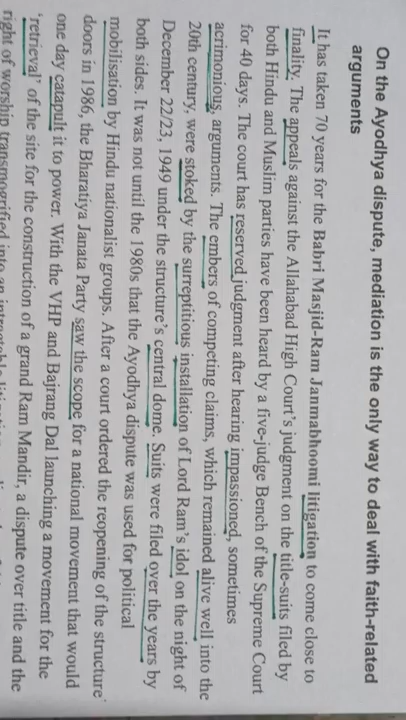 On the Ayodhya dispute, mediation is the only way to deal with faith-related
arguments
It has taken 70 years for the Babri Masjid-Ram Janmabhoomi litigation to come close to
finality. The appeals against the Allahabad High Court's judgment on the title-suits filed by
both Hindu and Muslim parties have been heard by a five-judge Bench of the Supreme Court
for 40 days. The court has reserved judgment after hearing impassioned, sometimes
acrimonious, arguments. The embers of competing claims, which remained alive well into the
20th century, were stoked by the surreptitious installation of Lord Ram's idol on the night of
December 22/23, 1949 under the structure's central dome. Suits were filed over the years by
both sides. It was not until the 1980s that the Ayodhya dispute was used for political
mobilisation by Hindu nationalist groups. After a court ordered the reopening of the structure'
doors in 1986, the Bharatiya Janata Party saw the scope for a national movement that would
one day catapult it to power. With the VHP and Bajrang Dal launching a movement for the
'retrieval' of the site for the construction of a grand Ram Mandir, a dispute over title and the
right of worship transmogrified into an